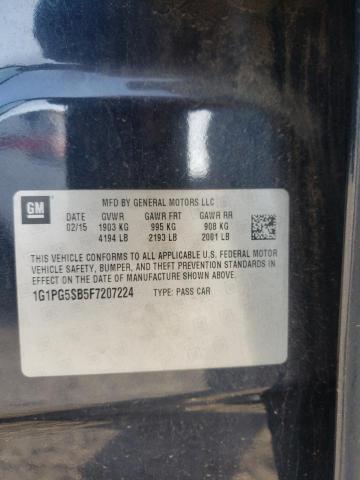 GM
MFD BY GENERAL MOTORS LLC
DATE GVWR GAWR FRT GAWR RR
02/15 1903 KG 995 KG 908 KG
4194 LB 2193 LB 2001 LB
THIS VEHICLE CONFORMS TO ALL APPLICABLE U.S. FEDERAL MOTOR
VEHICLE SAFETY, BUMPER, AND THEFT PREVENTION STANDARDS
IN EFFECT ON THE DATE OF MANUFACTURE SHOWN ABOVE.
1G1PG5SB5F7207224 TYPE: PASS CAR